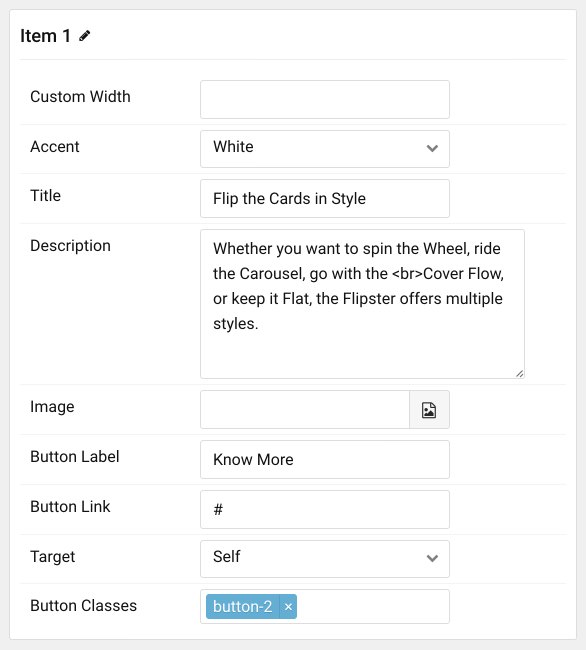 Item 1
Custom Width
Accent
White
Title
Flip the Cards in Style
Description
Whether you want to spin the Wheel, ride
the Carousel, go with the <br>Cover Flow,
or keep it Flat, the Flipster offers multiple
styles.
Image
Button Label
Know More
Button Link
#
Target
Self
Button Classes
button-2 ×